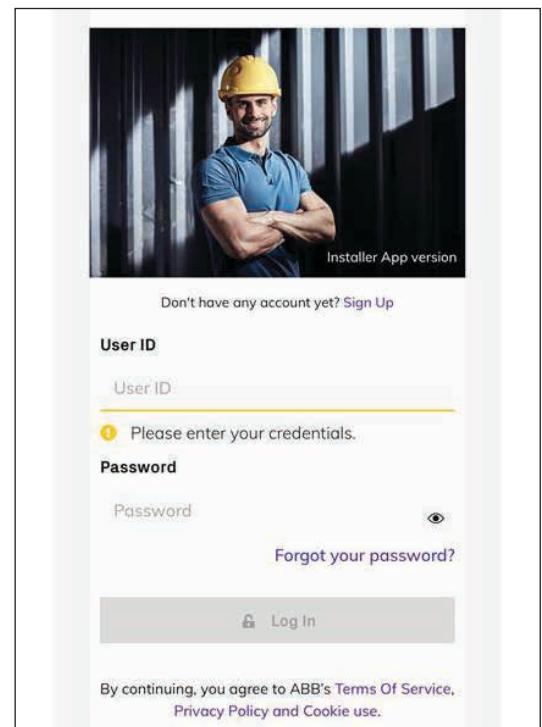 Installer App version
Don't have any account yet? Sign Up
User ID
User ID
Please enter your credentials.
Password
Password
Forgot your password?
Log In
By continuing, you agree to ABB's Terms Of Service,
Privacy Policy and Cookie use.